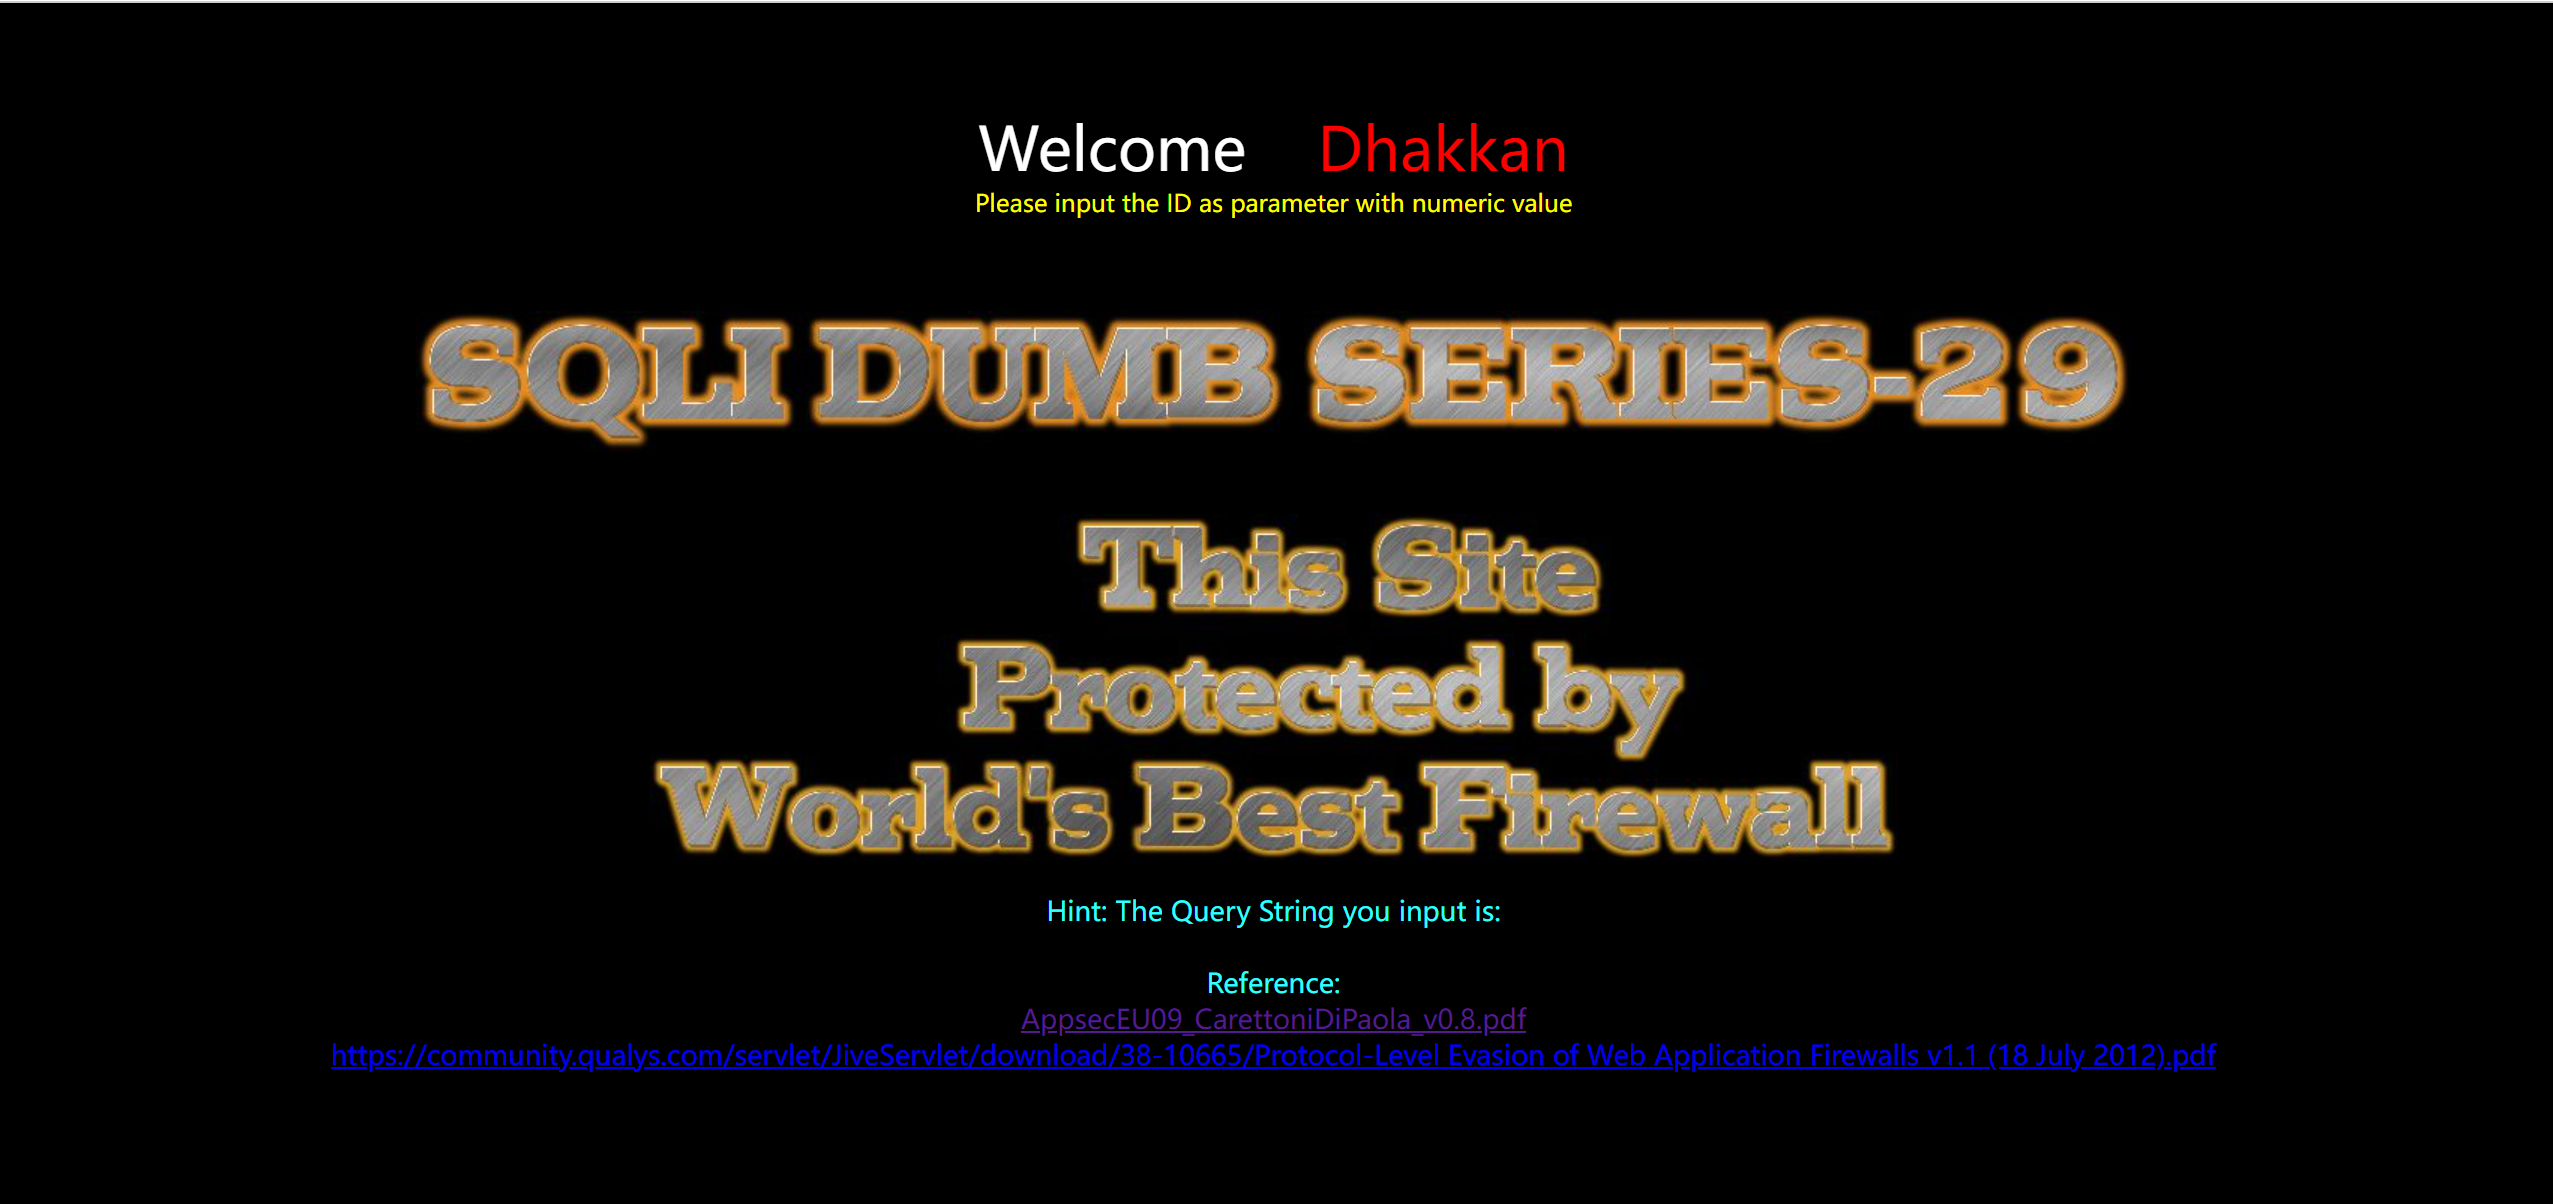 Welcome Dhakkan
Please input the ID as parameter with numeric value
SQLI DUMB SERIES-29
This Site
Protected by
World's Best Firewall
Hint: The Query String you input is:
Reference:
AppsecEU09_CarettoniDiPaola_v0.8.pdf
https://community.qualys.com/servlet/JiveServlet/download/38-10665/Protocol-Level Evasion of Web Application Firewalls v1.1 (18 July 2012).pdf